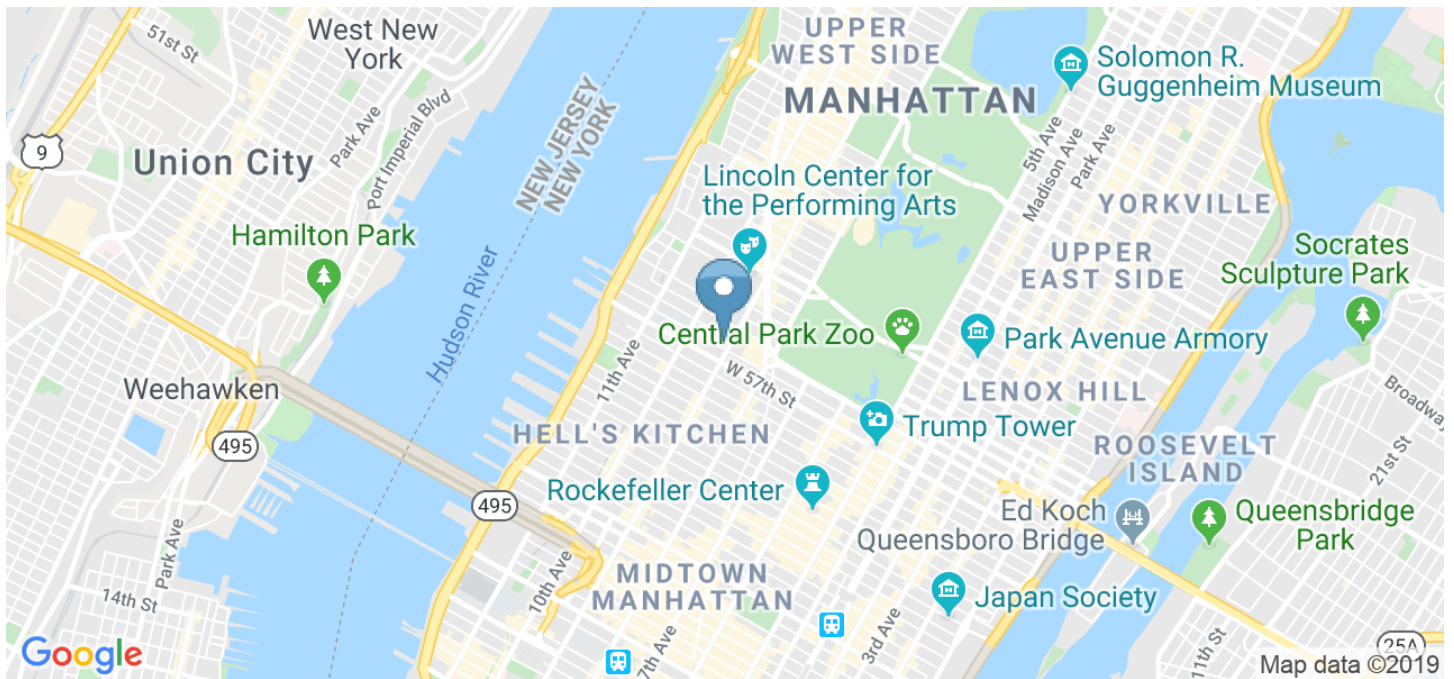 51st St
West New
York
UPPER
WEST SIDE
Solomon R.
Guggenheim Museum
MANHATTAN
9
Park Ave
Port Imperial Blvd
NEW JERSEY
NEW YORK
Union City
5th Ave
Madison Ave
Park Ave
Lincoln Center for
the Performing Arts
YORKVILLE
Hamilton Park
UPPER
EAST SIDE
Socrates
Sculpture Park
Hudson River
Central Park Zoo
Park Avenue Armory
11th Ave
W 57th St
Weehawken
LENOX HILL
Broadway
495
HELL'S KITCHEN
Trump Tower
ROOSEVELT
ISLAND
21st St
495
Rockefeller Center
Ed Koch
Queensboro Bridge
Queensbridge
Park
Park Ave
10th Ave
MIDTOWN
MANHATTAN
14th St
Japan Society
7th Ave
3rd Ave
11th St
25A
Google
Map data ©2019